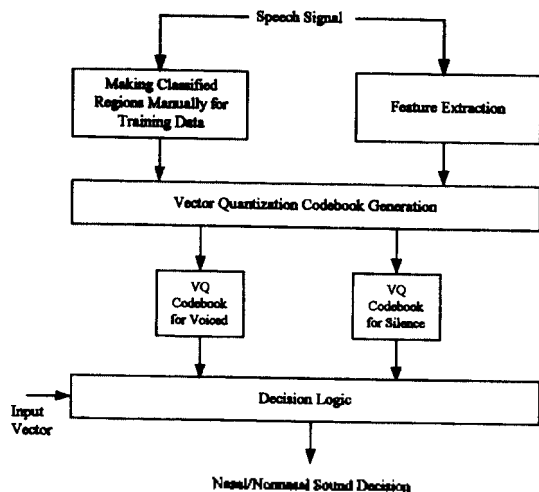 Speech Signal
Making Classified
Regions Manually for
Training Data
Feature Extraction
Vector Quantization Codebook Generation
VQ
Codebook
for Voiced
VQ
Codebook
for Silence
Input
Vector
Decision Logic
Nasal/Nonnasal Sound Decision